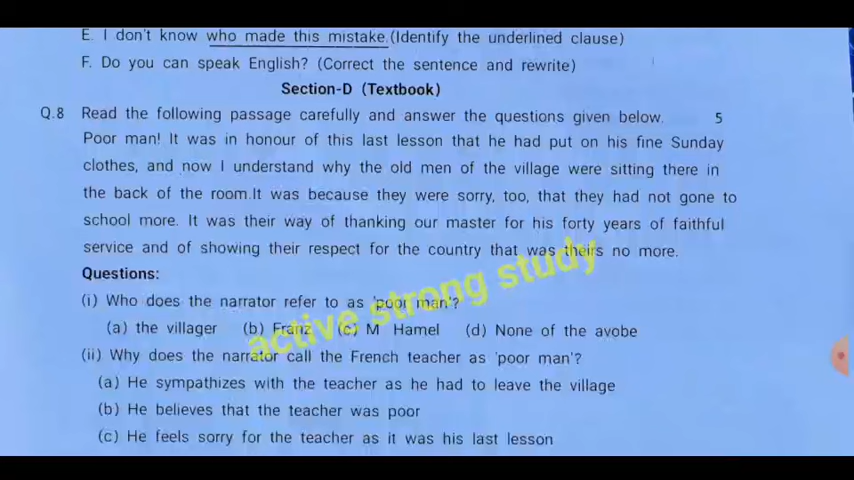 E. I don't know who made this mistake.(Identify the underlined clause)
F. Do you can speak English? (Correct the sentence and rewrite)
Section-D (Textbook)
Q.8 Read the following passage carefully and answer the questions given below. 5
Poor man! It was in honour of this last lesson that he had put on his fine Sunday
clothes, and now I understand why the old men of the village were sitting there in
the back of the room.It was because they were sorry, too, that they had not gone to
school more. It was their way of thanking our master for his forty years of faithful
service and of showing their respect for the country that was theirs no more.
Questions:
(i) Who does the narrator refer to as 'poor man'?
(a) the villager (b) Franz (c) M Hamel (d) None of the avobe
(ii) Why does the narrator call the French teacher as 'poor man'?
(a) He sympathizes with the teacher as he had to leave the village
(b) He believes that the teacher was poor
(c) He feels sorry for the teacher as it was his last lesson
active strong study